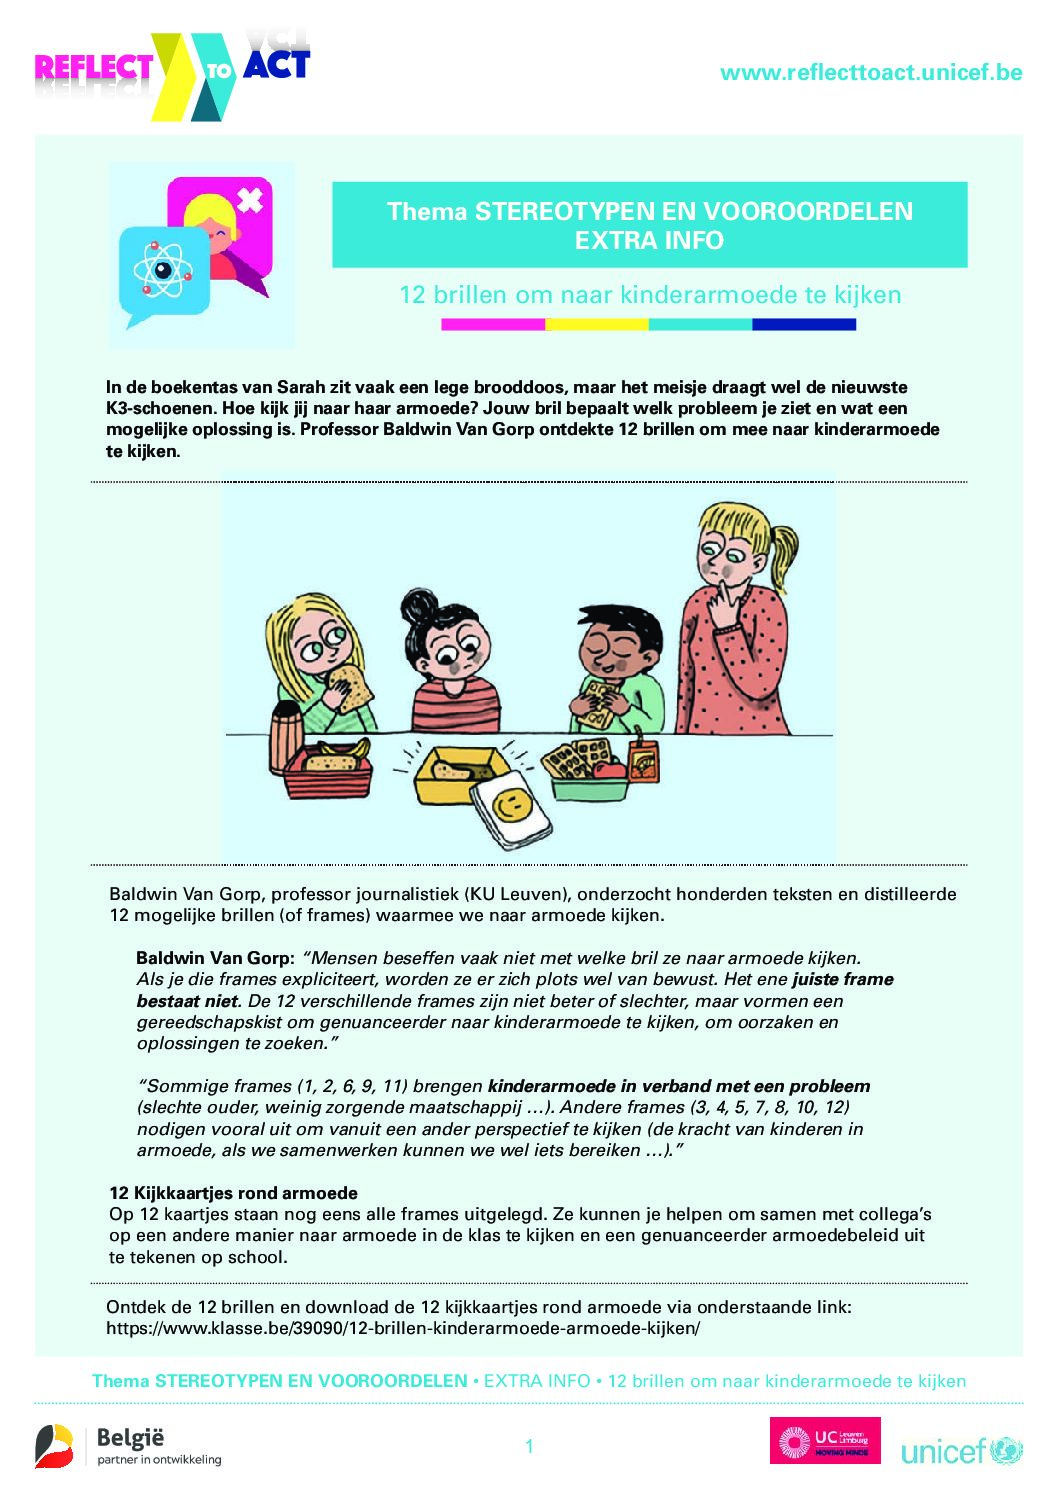 REFLECT TO ACT
www.reflecttoact.unicef.be
Thema STEREOTYPEN EN VOOROORDELEN
EXTRA INFO
12 brillen om naar kinderarmoede te kijken
In de boekentas van Sarah zit vaak een lege brooddoos, maar het meisje draagt wel de nieuwste
K3-schoenen. Hoe kijk jij naar haar armoede? Jouw bril bepaalt welk probleem je ziet en wat een
mogelijke oplossing is. Professor Baldwin Van Gorp ontdekte 12 brillen om mee naar kinderarmoede
te kijken.
Baldwin Van Gorp, professor journalistiek (KU Leuven), onderzocht honderden teksten en distilleerde
12 mogelijke brillen (of frames) waarmee we naar armoede kijken.
Baldwin Van Gorp: “Mensen beseffen vaak niet met welke bril ze naar armoede kijken.
Als je die frames expliciteert, worden ze er zich plots wel van bewust. Het ene juiste frame
bestaat niet. De 12 verschillende frames zijn niet beter of slechter, maar vormen een
gereedschapskist om genuanceerder naar kinderarmoede te kijken, om oorzaken en
oplossingen te zoeken.”
“Sommige frames (1, 2, 6, 9, 11) brengen kinderarmoede in verband met een probleem
(slechte ouder, weinig zorgende maatschappij …). Andere frames (3, 4, 5, 7, 8, 10, 12)
nodigen vooral uit om vanuit een ander perspectief te kijken (de kracht van kinderen in
armoede, als we samenwerken kunnen we wel iets bereiken …).”
12 Kijkkaartjes rond armoede
Op 12 kaartjes staan nog eens alle frames uitgelegd. Ze kunnen je helpen om samen met collega’s
op een andere manier naar armoede in de klas te kijken en een genuanceerder armoedebeleid uit
te tekenen op school.
Ontdek de 12 brillen en download de 12 kijkkaartjes rond armoede via onderstaande link:
https://www.klasse.be/39090/12-brillen-kinderarmoede-armoede-kijken/
Thema STEREOTYPEN EN VOOROORDELEN • EXTRA INFO • 12 brillen om naar kinderarmoede te kijken
België
partner in ontwikkeling
1
UC Leuven Limburg
MOVING MINDS
unicef